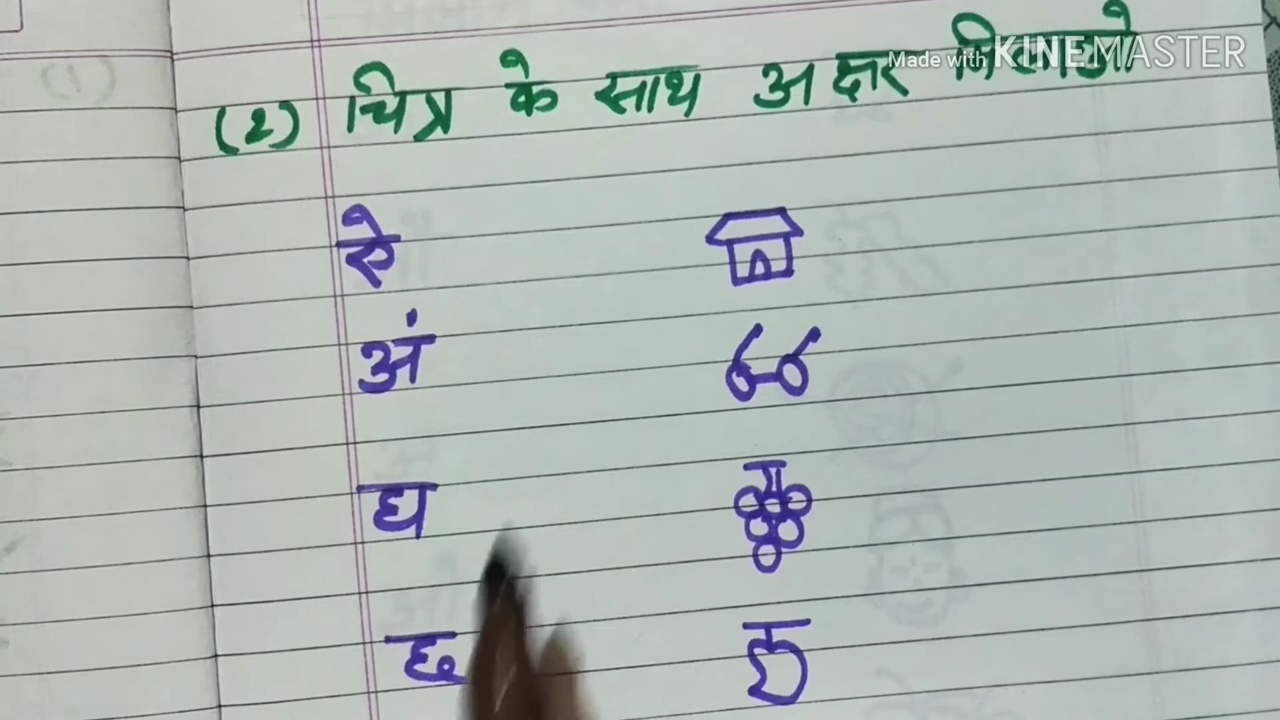 Made with KINEMASTER
(2) चित्र के साथ अक्षर मिलाओ
ऐ
अं
घ
छ